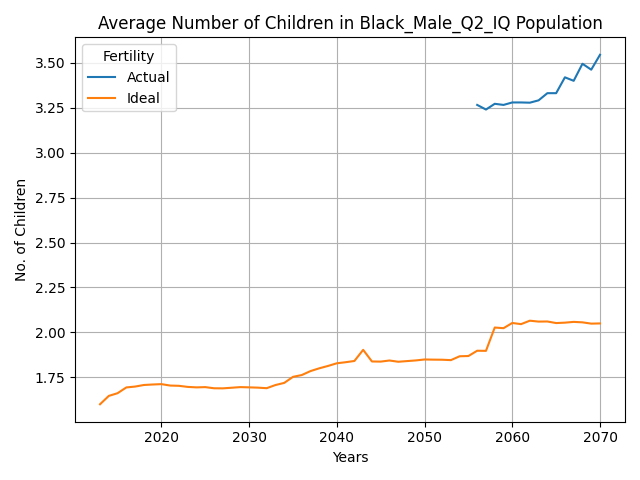 Average Number of Children in Black_Male_Q2_IQ Population
Fertility
Actual
Ideal
No. of Children
3.50
3.25
3.00
2.75
2.50
2.25
2.00
1.75
2020 2030 2040 2050 2060 2070
Years